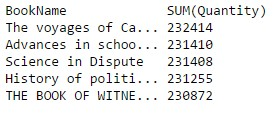 BookName SUM(Quantity)
The voyages of Ca... 232414
Advances in schoo... 231410
Science in Dispute 231408
History of politi... 231255
THE BOOK OF WITNE... 230872